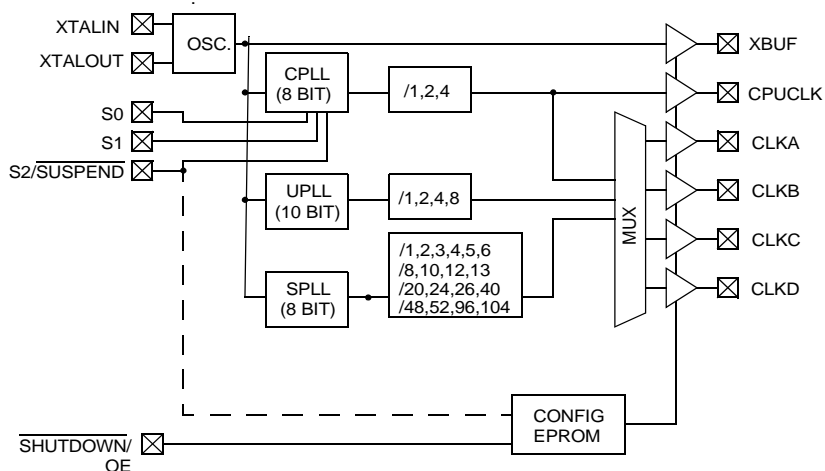 XTALIN
XTALOUT
OSC.
XBUF
CPLL
(8 BIT)
/1,2,4
CPUCLK
S0
S1
S2/SUSPEND
CLKA
CLKB
CLKC
CLKD
UPLL
(10 BIT)
/1,2,4,8
MUX
SPLL
(8 BIT)
/1,2,3,4,5,6
/8,10,12,13
/20,24,26,40
/48,52,96,104
CONFIG
EPROM
SHUTDOWN/
OE